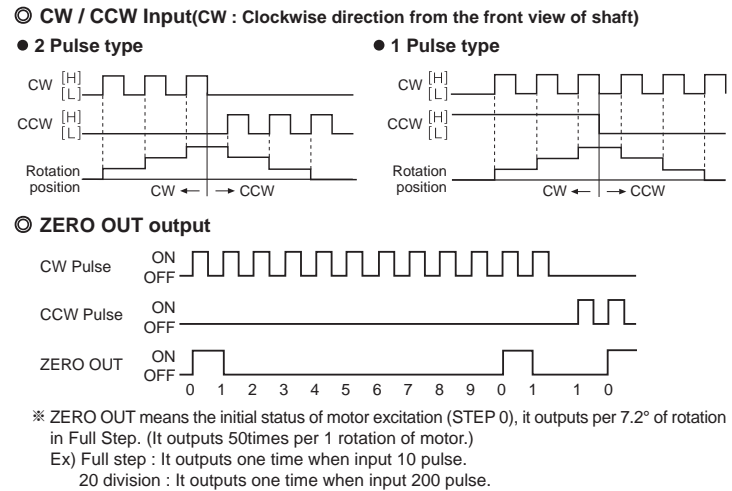 ◎ CW / CCW Input(CW : Clockwise direction from the front view of shaft)
● 2 Pulse type
● 1 Pulse type
CW [H]
[L]
CCW [H]
[L]
Rotation
position
CW ← → CCW
CW [H]
[L]
CCW [H]
[L]
Rotation
position
CW ← → CCW
◎ ZERO OUT output
CW Pulse ON
OFF
CCW Pulse ON
OFF
ZERO OUT ON
OFF
0 1 2 3 4 5 6 7 8 9 0 1 1 0
※ ZERO OUT means the initial status of motor excitation (STEP 0), it outputs per 7.2° of rotation
in Full Step. (It outputs 50times per 1 rotation of motor.)
Ex) Full step : It outputs one time when input 10 pulse.
20 division : It outputs one time when input 200 pulse.